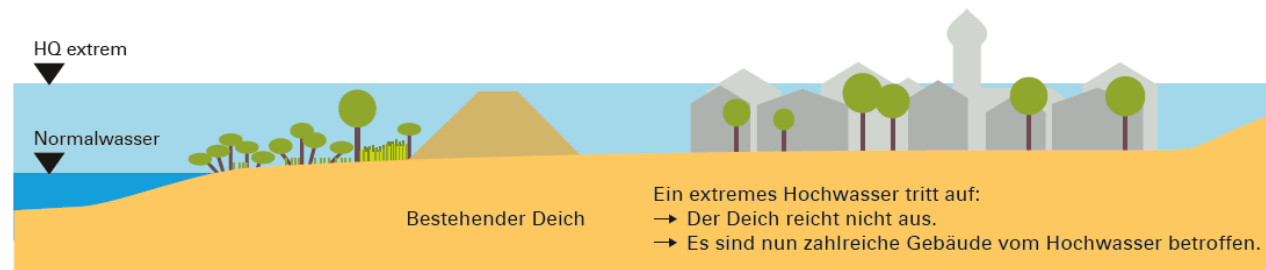 HQ extrem
Normalwasser
Bestehender Deich
Ein extremes Hochwasser tritt auf:
→ Der Deich reicht nicht aus.
→ Es sind nun zahlreiche Gebäude vom Hochwasser betroffen.